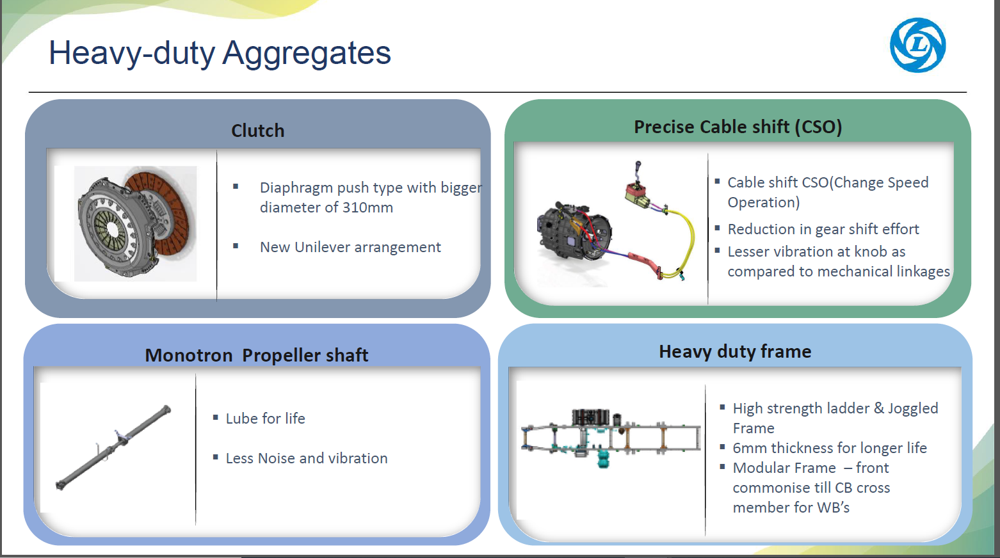 Heavy-duty Aggregates
L
Clutch
▪ Diaphragm push type with bigger
diameter of 310mm
▪ New Unilever arrangement
Precise Cable shift (CSO)
▪ Cable shift CSO(Change Speed
Operation)
▪ Reduction in gear shift effort
▪ Lesser vibration at knob as
compared to mechanical linkages
Monotron  Propeller shaft
▪ Lube for life
▪ Less Noise and vibration
Heavy duty frame
▪ High strength ladder & Joggled
Frame
▪ 6mm thickness for longer life
▪ Modular Frame  – front
commonise till CB cross
member for WB’s